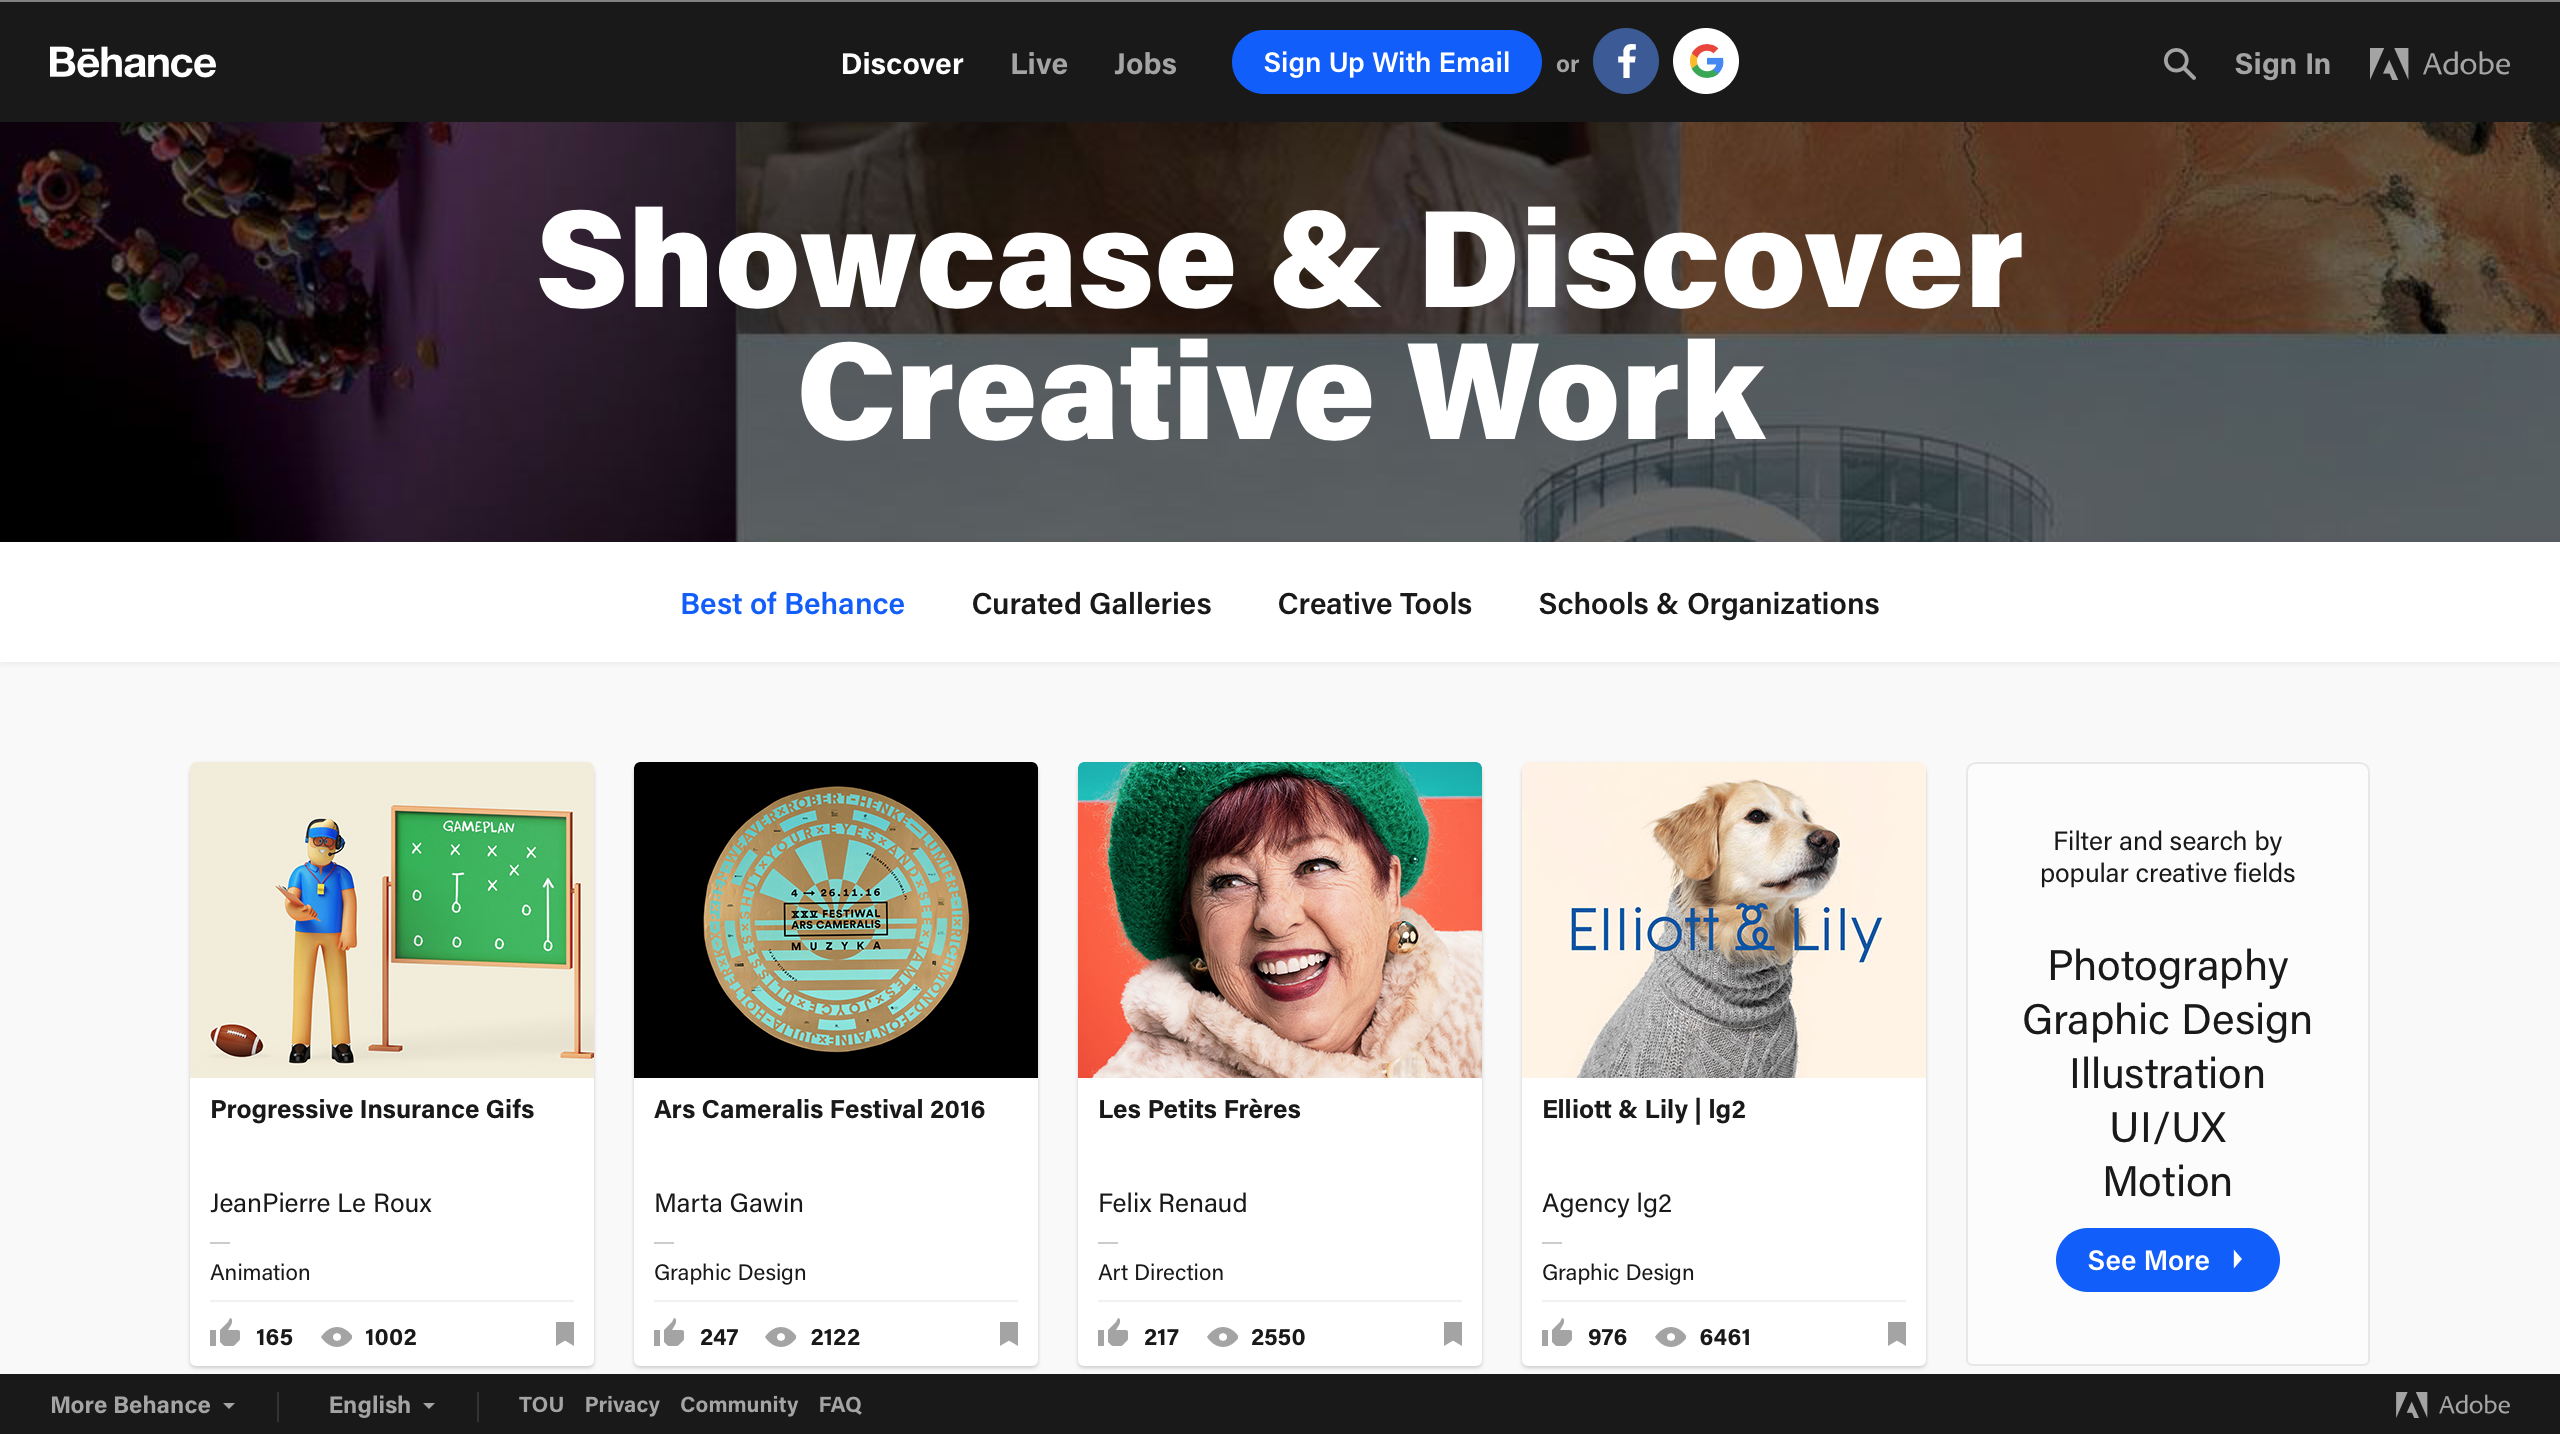 Bēhance
Discover
Live
Jobs
Sign Up With Email
or
Sign In
Adobe
Showcase & Discover
Creative Work
Best of Behance
Curated Galleries
Creative Tools
Schools & Organizations
GAMEPLAN
Progressive Insurance Gifs
JeanPierre Le Roux
Animation
165
1002
4 → 26.11.16
XXV FESTIWAL
ARS CAMERALIS
MUZYKA
Ars Cameralis Festival 2016
Marta Gawin
Graphic Design
247
2122
Les Petits Frères
Felix Renaud
Art Direction
217
2550
Elliott & Lily
Elliott & Lily | lg2
Agency lg2
Graphic Design
976
6461
Filter and search by
popular creative fields
Photography
Graphic Design
Illustration
UI/UX
Motion
See More
More Behance
English
TOU
Privacy
Community
FAQ
Adobe